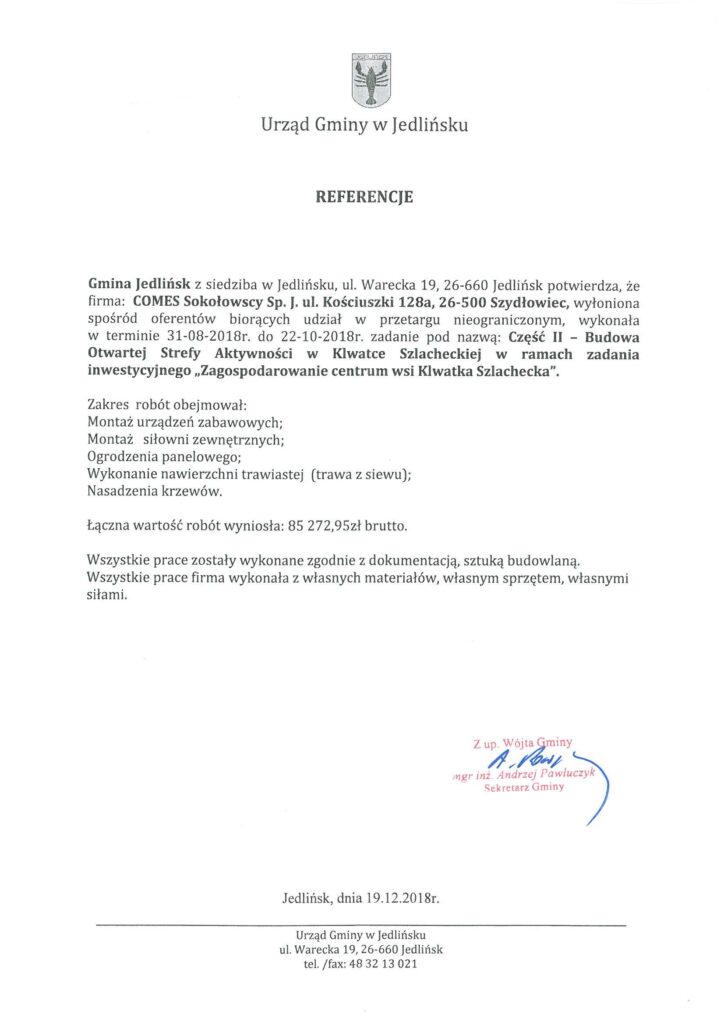 JEDLIŃSK
Urząd Gminy w Jedlińsku
REFERENCJE
Gmina Jedlińsk z siedziba w Jedlińsku, ul. Warecka 19, 26-660 Jedlińsk potwierdza, że
firma: COMES Sokołowscy Sp. J. ul. Kościuszki 128a, 26-500 Szydłowiec, wyłoniona
spośród oferentów biorących udział w przetargu nieograniczonym, wykonała
w terminie 31-08-2018r. do 22-10-2018r. zadanie pod nazwą: Część II – Budowa
Otwartej Strefy Aktywności w Klwatce Szlacheckiej w ramach zadania
inwestycyjnego „Zagospodarowanie centrum wsi Klwatka Szlachecka”.
Zakres robót obejmował:
Montaż urządzeń zabawowych;
Montaż siłowni zewnętrznych;
Ogrodzenia panelowego;
Wykonanie nawierzchni trawiastej (trawa z siewu);
Nasadzenia krzewów.
Łączna wartość robót wyniosła: 85 272,95zł brutto.
Wszystkie prace zostały wykonane zgodnie z dokumentacją, sztuką budowlaną.
Wszystkie prace firma wykonała z własnych materiałów, własnym sprzętem, własnymi
siłami.
Z up. Wójta Gminy
mgr inż. Andrzej Pawluczyk
Sekretarz Gminy
Jedlińsk, dnia 19.12.2018r.
Urząd Gminy w Jedlińsku
ul. Warecka 19, 26-660 Jedlińsk
tel. /fax: 48 32 13 021